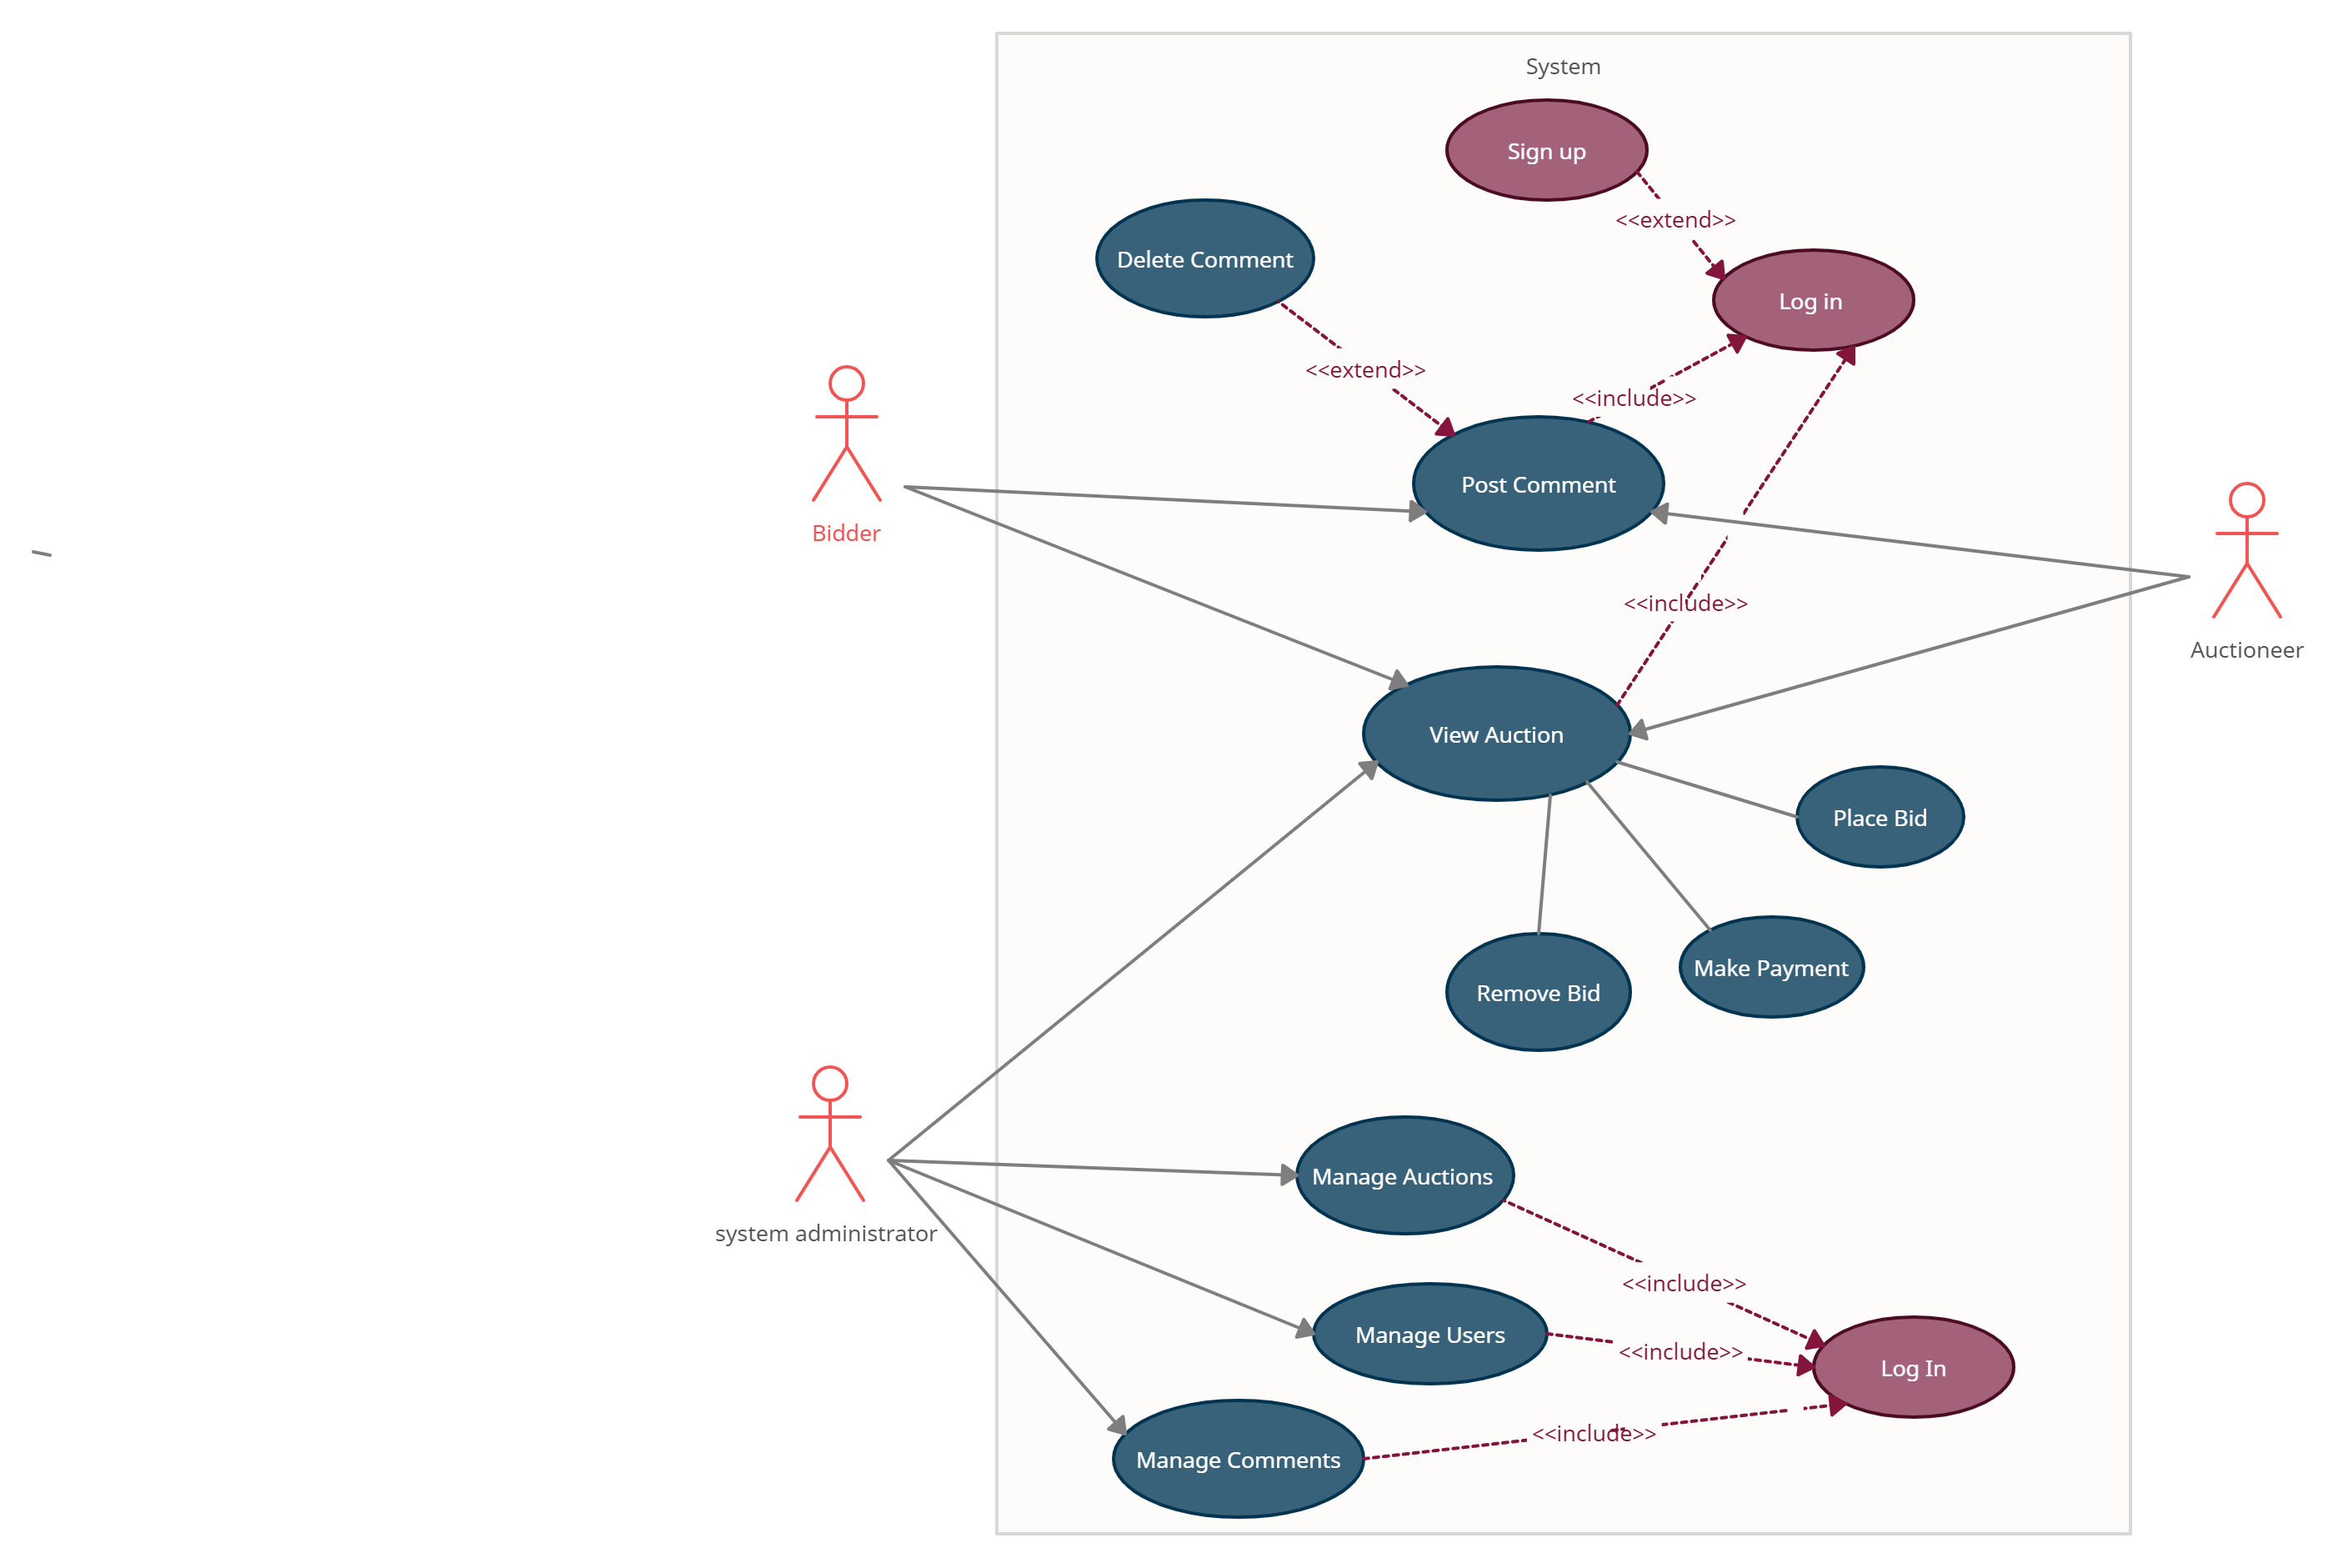 System
Sign up
<<extend>>
Delete Comment
Log in
<<extend>>
<<include>>
Post Comment
Bidder
<<include>>
Auctioneer
View Auction
Place Bid
Make Payment
Remove Bid
Manage Auctions
system administrator
<<include>>
Manage Users
<<include>>
Log In
<<include>>
Manage Comments